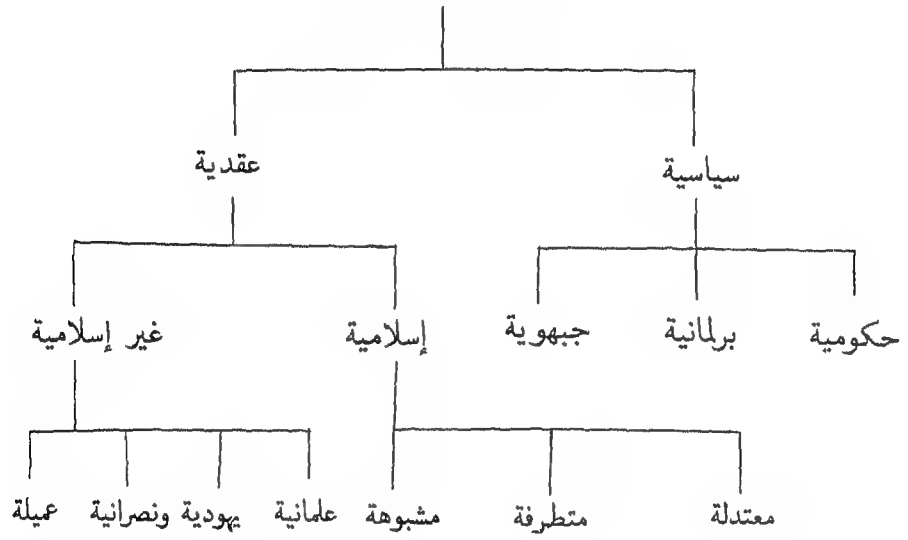 سياسية
عقدية
حكومية
برلمانية
جبهوية
إسلامية
غير إسلامية
معتدلة
متطرفة
مشبوهة
علمانية
يهودية
ونصرانية
عميلة